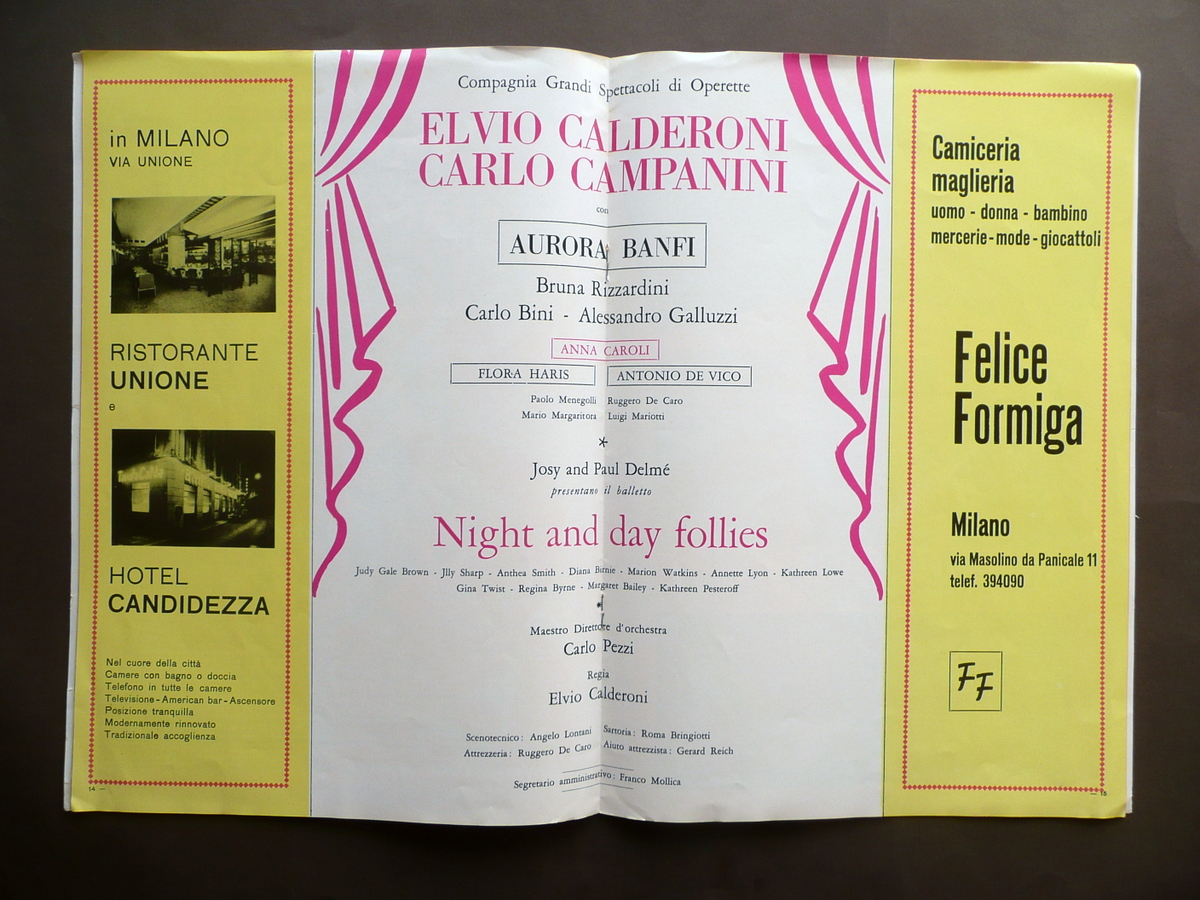 in MILANO
VIA UNIONE
RISTORANTE
UNIONE
e
HOTEL
CANDIDEZZA
Nel cuore della città
Camere con bagno o doccia
Telefono in tutte le camere
Televisione-American bar-Ascensore
Posizione tranquilla
Modernamente rinnovato
Tradizionale accoglienza
14 —
Compagnia Grandi Spettacoli di Operette
ELVIO CALDERONI
CARLO CAMPANINI
con
AURORA BANFI
Bruna Rizzardini
Carlo Bini - Alessandro Galluzzi
ANNA CAROLI
FLORA HARIS ANTONIO DE VICO
Paolo Menegolli Ruggero De Caro
Mario Margaritora Luigi Mariotti
*
Josy and Paul Delmé
presentano il balletto
Night and day follies
Judy Gale Brown - Jlly Sharp - Anthea Smith - Diana Birnie - Marion Watkins - Annette Lyon - Kathreen Lowe
Gina Twist - Regina Byrne - Margaret Bailey - Kathreen Pesteroff
*
Maestro Direttore d'orchestra
Carlo Pezzi
Regia
Elvio Calderoni
Scenotecnico: Angelo Lontani Sartoria: Roma Bringiotti
Attrezzeria: Ruggero De Caro Aiuto attrezzista: Gerard Reich
Segretario amministrativo: Franco Mollica
Camiceria
maglieria
uomo - donna - bambino
mercerie-mode-giocattoli
Felice
Formiga
Milano
via Masolino da Panicale 11
telef. 394090
FF
— 15